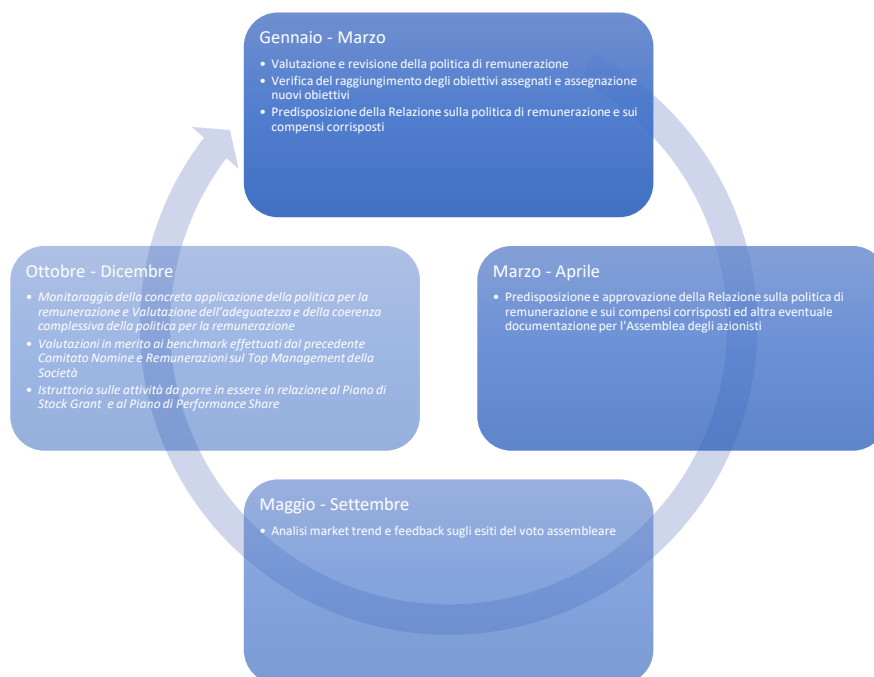 Gennaio - Marzo
• Valutazione e revisione della politica di remunerazione
• Verifica del raggiungimento degli obiettivi assegnati e assegnazione
nuovi obiettivi
• Predisposizione della Relazione sulla politica di remunerazione e sui
compensi corrisposti
Marzo - Aprile
• Predisposizione e approvazione della Relazione sulla politica di
remunerazione e sui compensi corrisposti ed altra eventuale
documentazione per l'Assemblea degli azionisti
Maggio - Settembre
• Analisi market trend e feedback sugli esiti del voto assembleare
Ottobre - Dicembre
• Monitoraggio della concreta applicazione della politica per la
remunerazione e Valutazione dell'adeguatezza e della coerenza
complessiva della politica per la remunerazione
• Valutazioni in merito ai benchmark effettuati dal precedente
Comitato Nomine e Remunerazioni sul Top Management della
Società
• Istruttoria sulle attività da porre in essere in relazione al Piano di
Stock Grant e al Piano di Performance Share